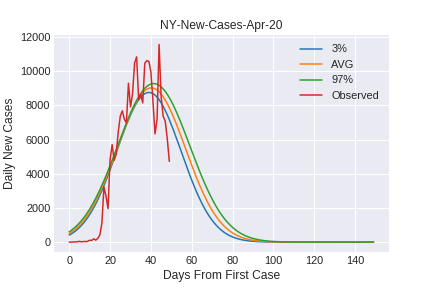 NY-New-Cases-Apr-20
12000
10000
8000
6000
4000
2000
0
Daily New Cases
3%
AVG
97%
Observed
0 20 40 60 80 100 120 140
Days From First Case